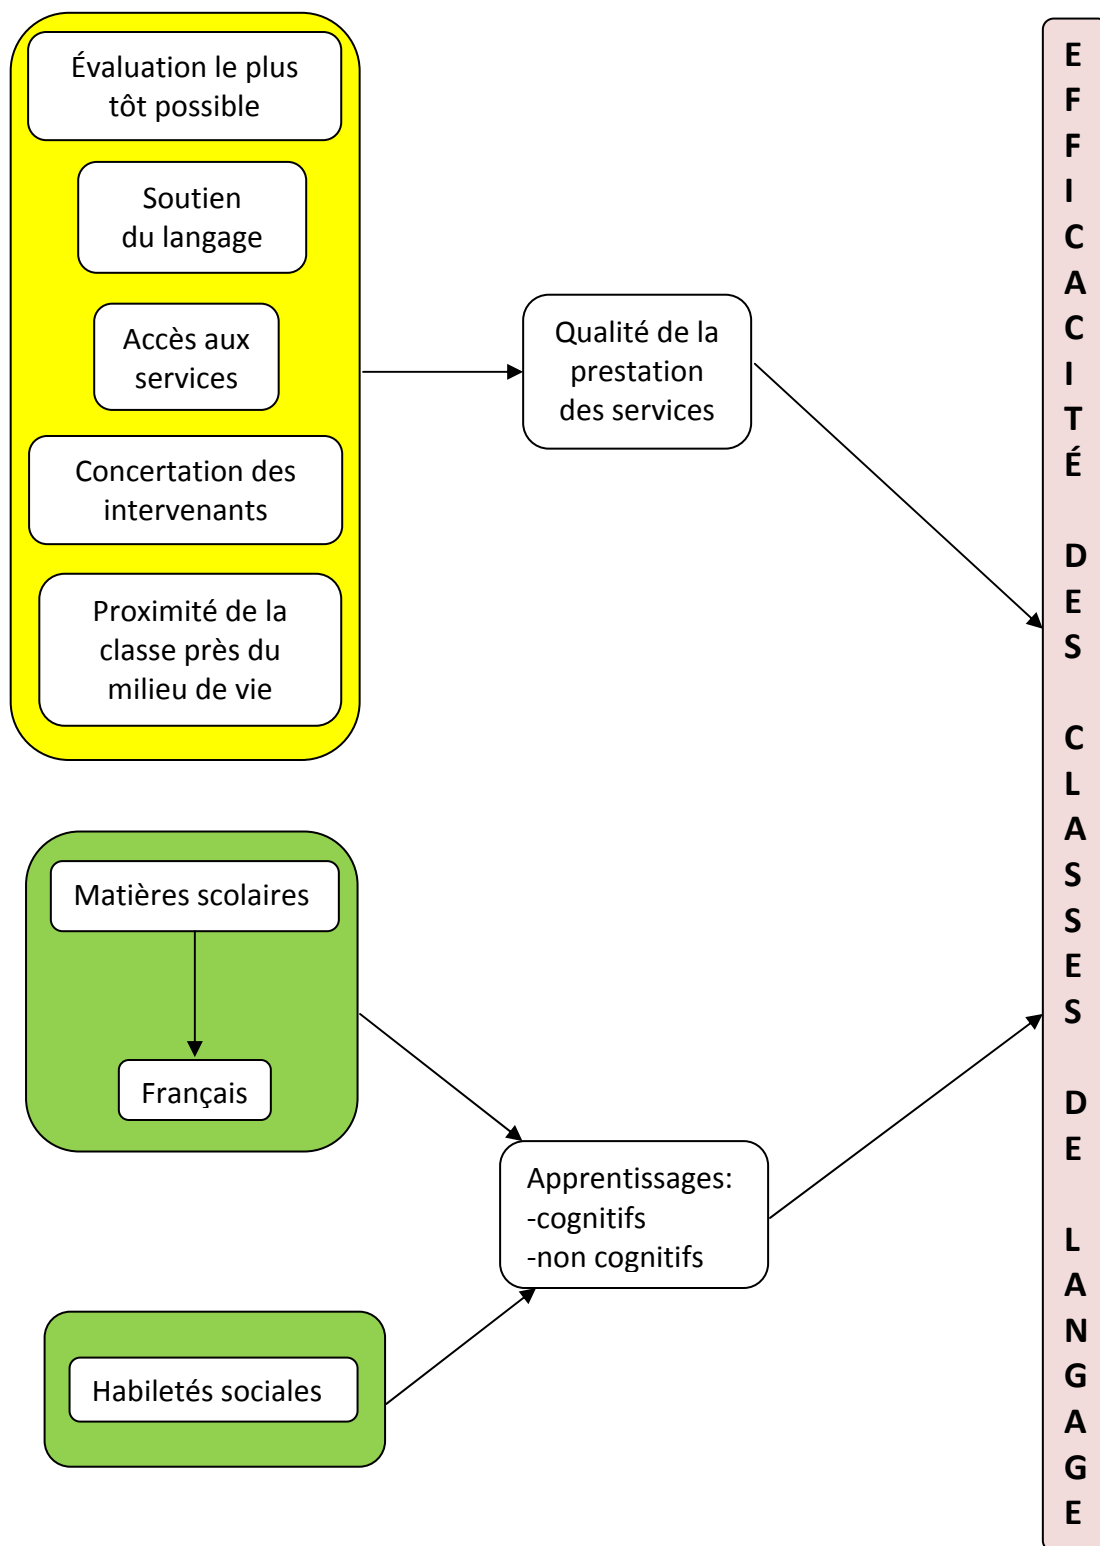 Évaluation le plus
tôt possible
Soutien
du langage
Accès aux
services
Concertation des
intervenants
Proximité de la
classe près du
milieu de vie
Qualité de la
prestation
des services
Matières scolaires
Français
Apprentissages:
-cognitifs
-non cognitifs
Habiletés sociales
EFFICACITÉ DES CLASSES DE LANGAGE